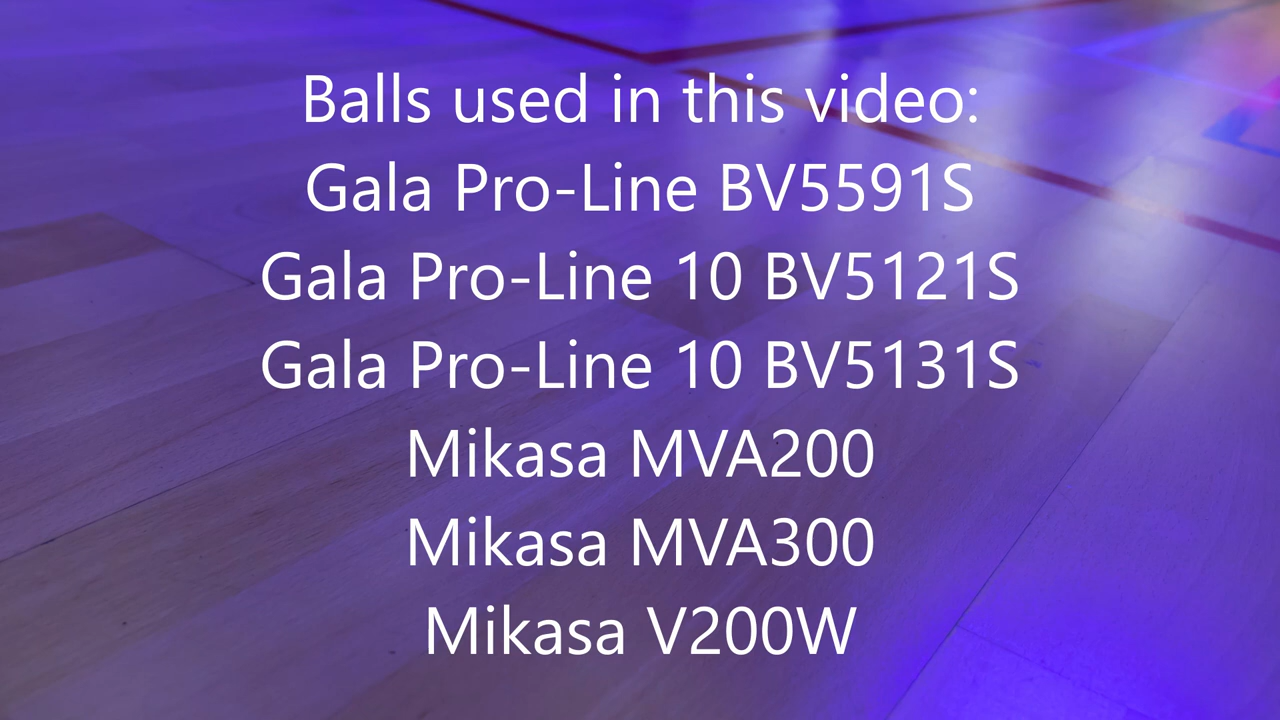 Balls used in this video:
Gala Pro-Line BV5591S
Gala Pro-Line 10 BV5121S
Gala Pro-Line 10 BV5131S
Mikasa MVA200
Mikasa MVA300
Mikasa V200W